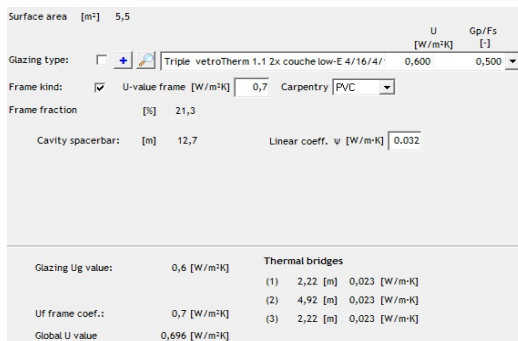 Surface area [m²] 5,5
U Gp/Fs
[W/m²K] [-]
Glazing type: + Triple vetroTherm 1.1 2x couche low-E 4/16/4/ 0,600 0,500
Frame kind: U-value frame [W/m²K] 0,7 Carpentry PVC
Frame fraction [%] 21,3
Cavity spacerbar: [m] 12,7 Linear coeff. ψ [W/m·K] 0.032
Glazing Ug value: 0,6 [W/m²K]
Uf frame coef.: 0,7 [W/m²K]
Global U value 0,696 [W/m²K]
Thermal bridges
(1) 2,22 [m] 0,023 [W/m·K]
(2) 4,92 [m] 0,023 [W/m·K]
(3) 2,22 [m] 0,023 [W/m·K]